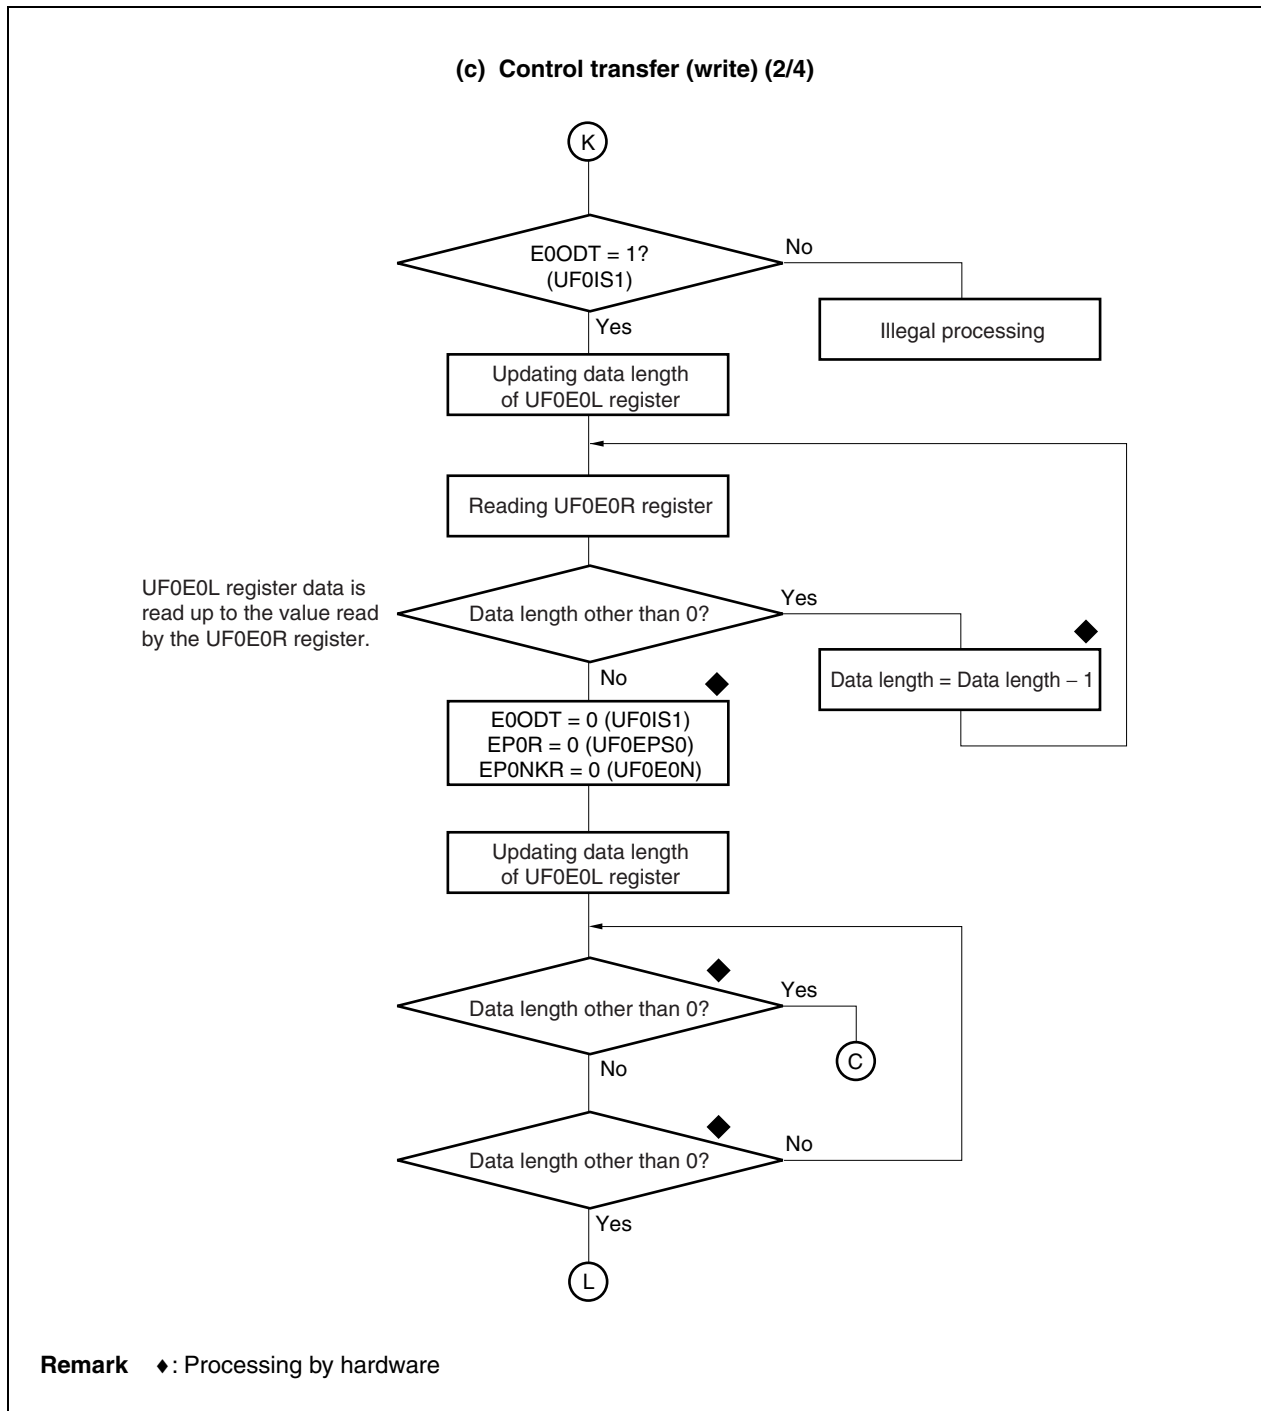 (c) Control transfer (write) (2/4)
K
E0ODT = 1?
(UF0IS1)
No
Illegal processing
Yes
Updating data length
of UF0E0L register
Reading UF0E0R register
UF0E0L register data is
read up to the value read
by the UF0E0R register.
Data length other than 0?
Yes
Data length = Data length − 1
No
E0ODT = 0 (UF0IS1)
EP0R = 0 (UF0EPS0)
EP0NKR = 0 (UF0E0N)
Updating data length
of UF0E0L register
Data length other than 0?
Yes
C
No
Data length other than 0?
No
Yes
L
Remark ♦: Processing by hardware